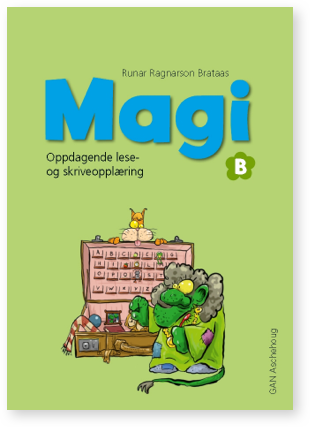 Runar Ragnarson Brataas
Magi
Oppdagende lese-
og skriveopplæring
B
GAN Aschehoug